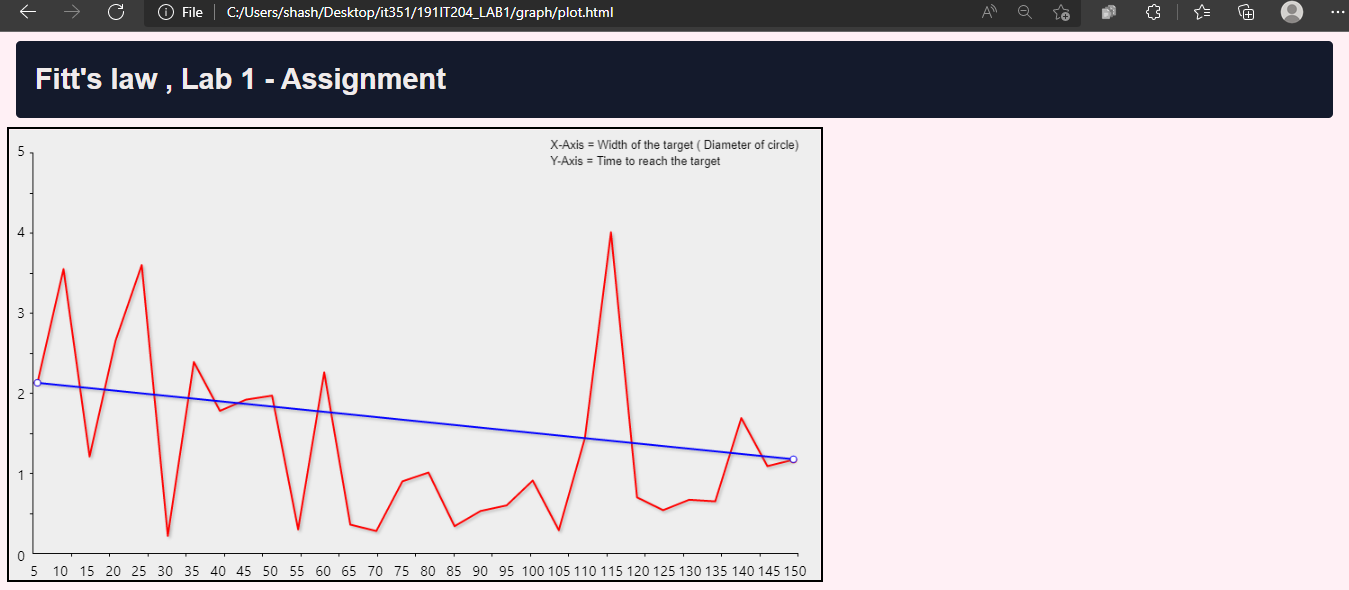 File C:/Users/shash/Desktop/it351/191IT204_LAB1/graph/plot.html
Fitt's law , Lab 1 - Assignment
X-Axis = Width of the target ( Diameter of circle)
Y-Axis = Time to reach the target
5
4
3
2
1
0
5 10 15 20 25 30 35 40 45 50 55 60 65 70 75 80 85 90 95 100 105 110 115 120 125 130 135 140 145 150